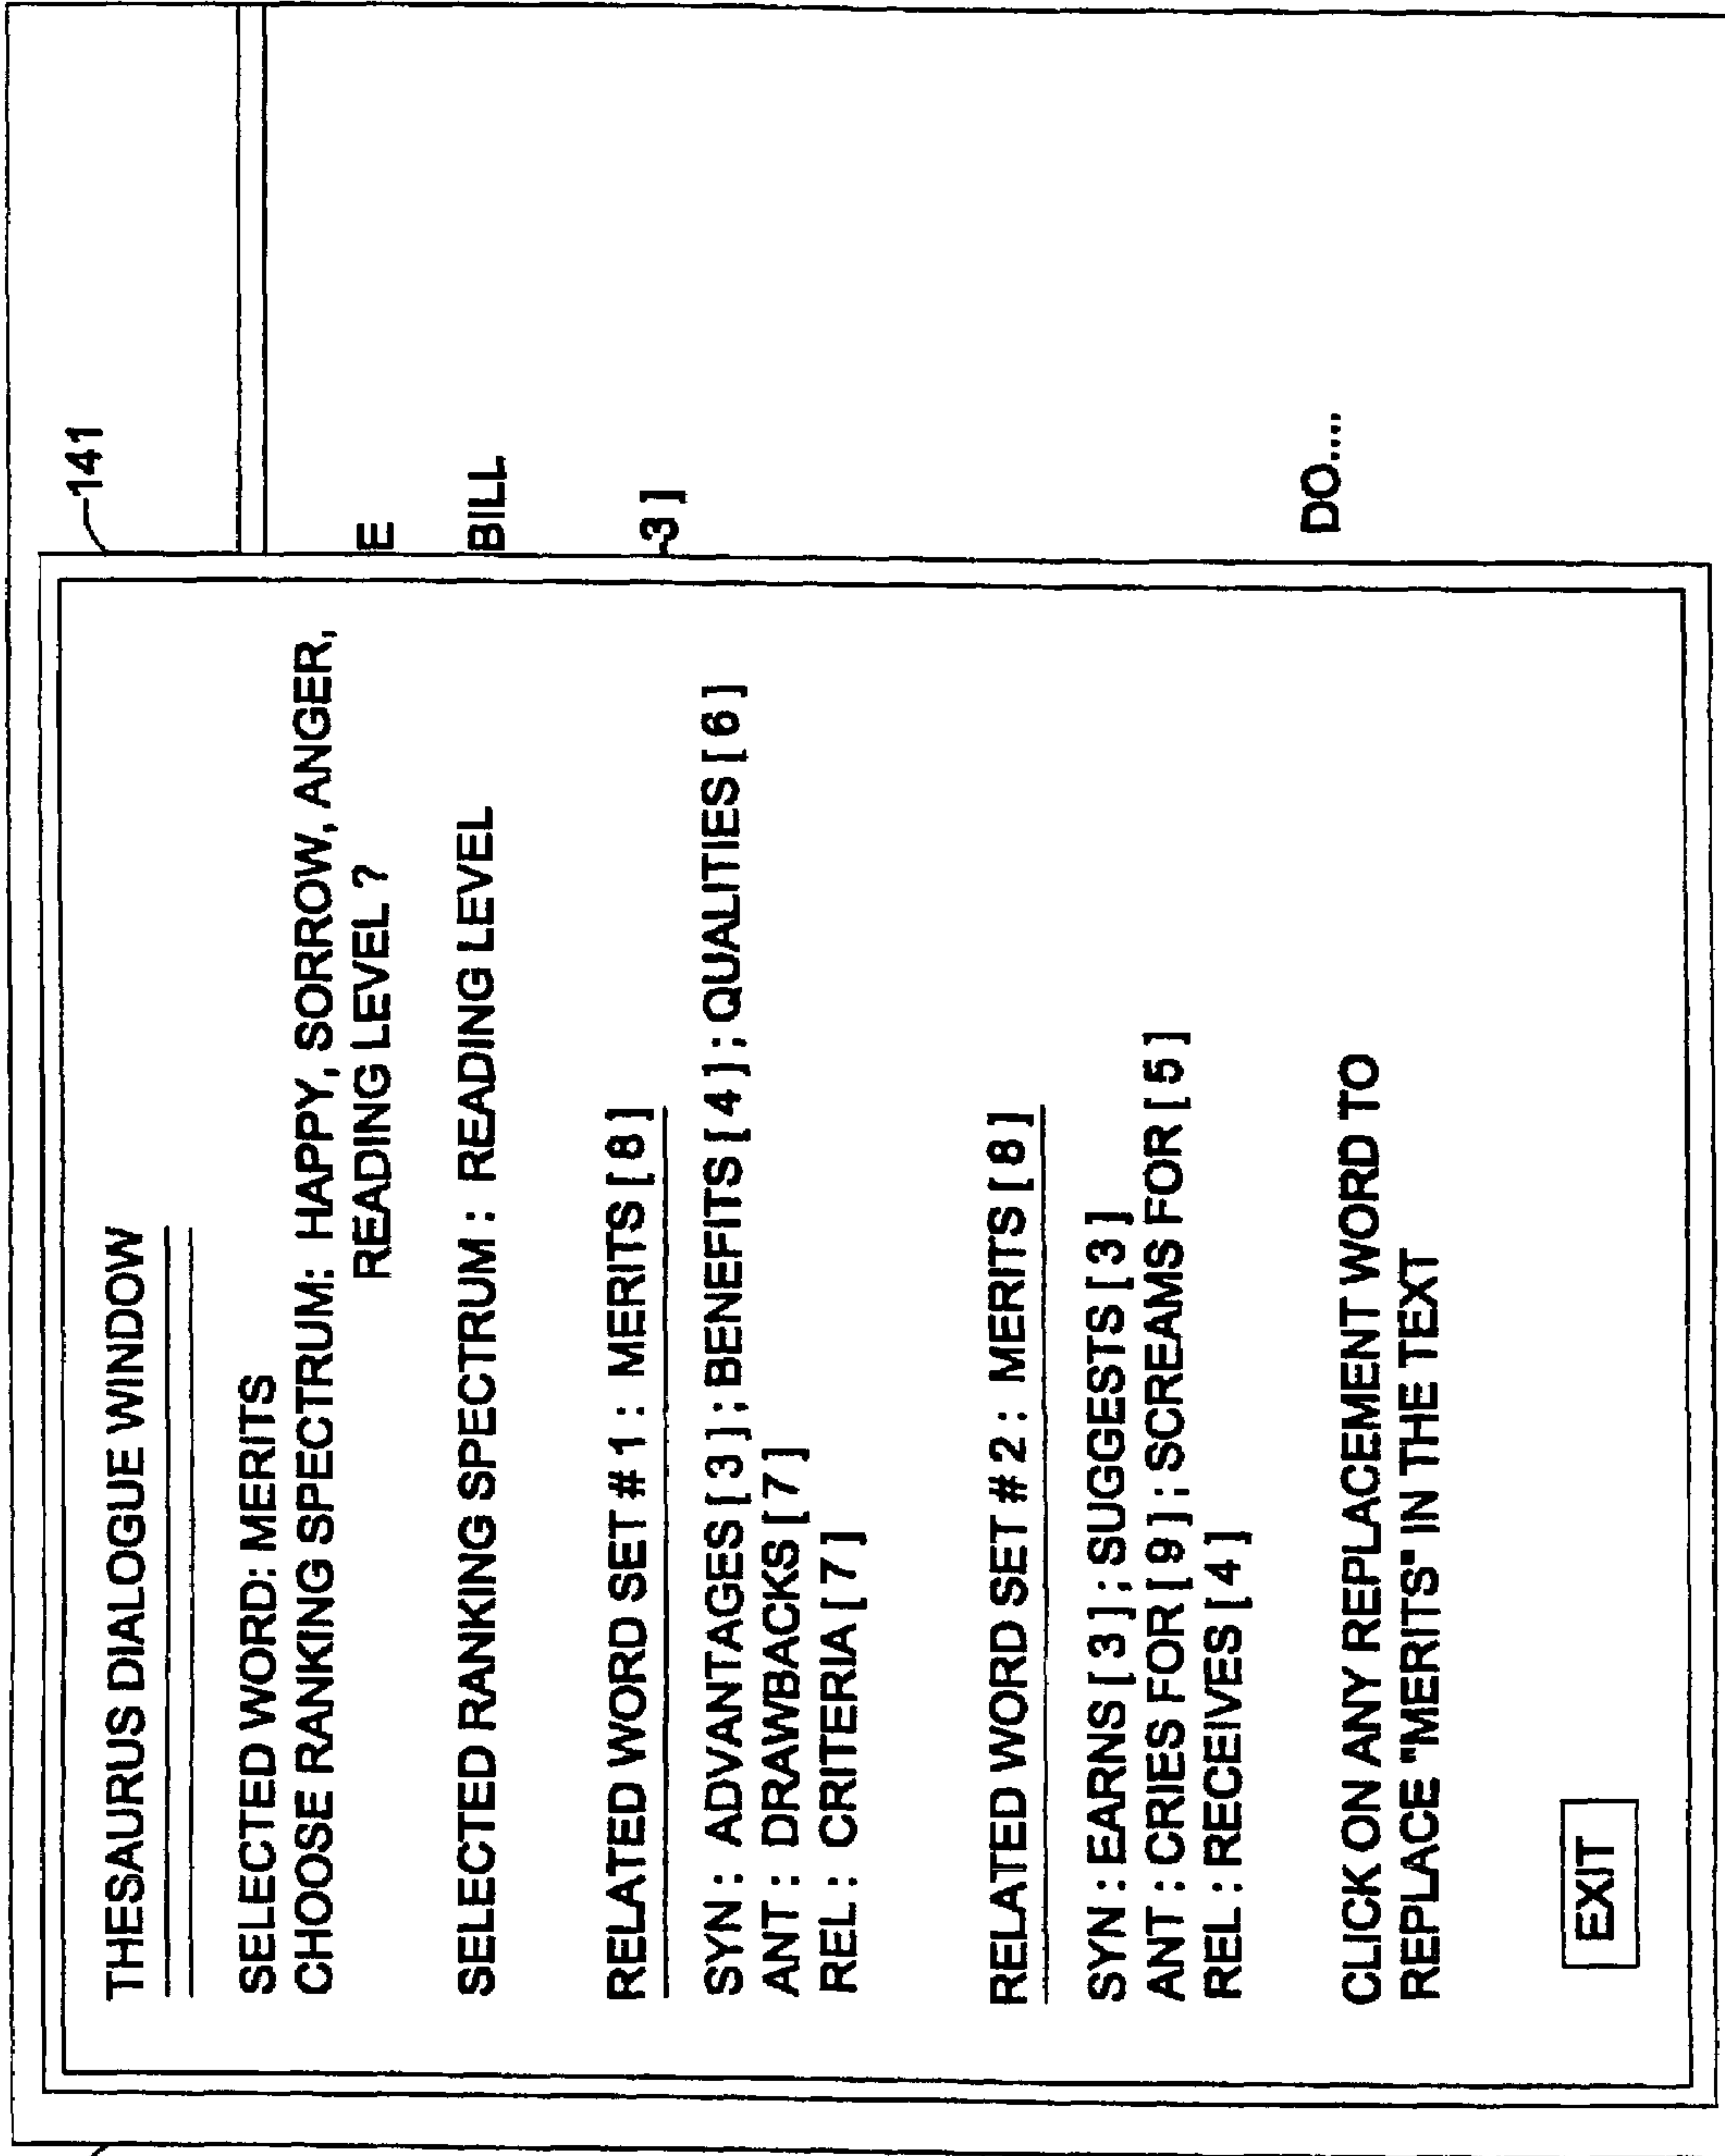 141
THESAURUS DIALOGUE WINDOW
SELECTED WORD: MERITS
CHOOSE RANKING SPECTRUM: HAPPY, SORROW, ANGER,
READING LEVEL ?
E
SELECTED RANKING SPECTRUM : READING LEVEL
BILL
RELATED WORD SET # 1 : MERITS [ 8 ]
3 ]
SYN : ADVANTAGES [ 3 ] ; BENEFITS [ 4 ] ; QUALITIES [ 6 ]
ANT : DRAWBACKS [ 7 ]
REL : CRITERIA [ 7 ]
RELATED WORD SET # 2 : MERITS [ 8 ]
SYN : EARNS [ 3 ] ; SUGGESTS [ 3 ]
ANT : CRIES FOR [ 9 ] ; SCREAMS FOR [ 5 ]
REL : RECEIVES [ 4 ]
DO....
CLICK ON ANY REPLACEMENT WORD TO
REPLACE "MERITS" IN THE TEXT
EXIT